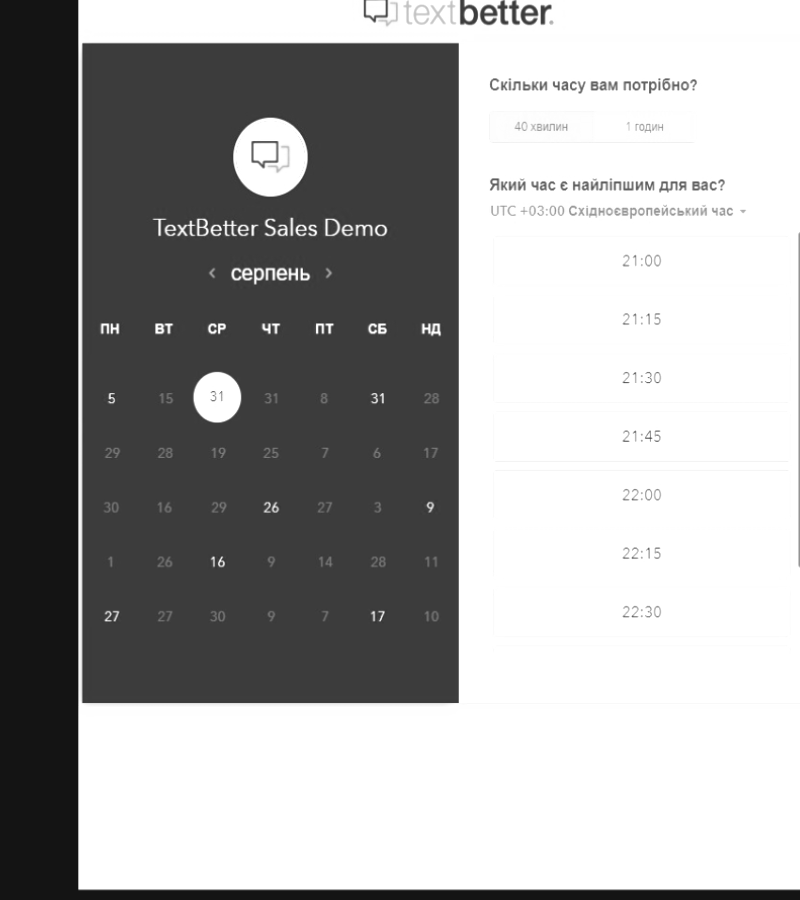 textbetter.
TextBetter Sales Demo
‹ серпень ›
ПН ВТ СР ЧТ ПТ СБ НД
5 15 31 31 8 31 28
29 28 19 25 7 6 17
30 16 29 26 27 3 9
1 26 16 9 14 28 11
27 27 30 9 7 17 10
Скільки часу вам потрібно?
40 хвилин 1 годин
Який час є найліпшим для вас?
UTC +03:00 Східноєвропейський час
21:00
21:15
21:30
21:45
22:00
22:15
22:30